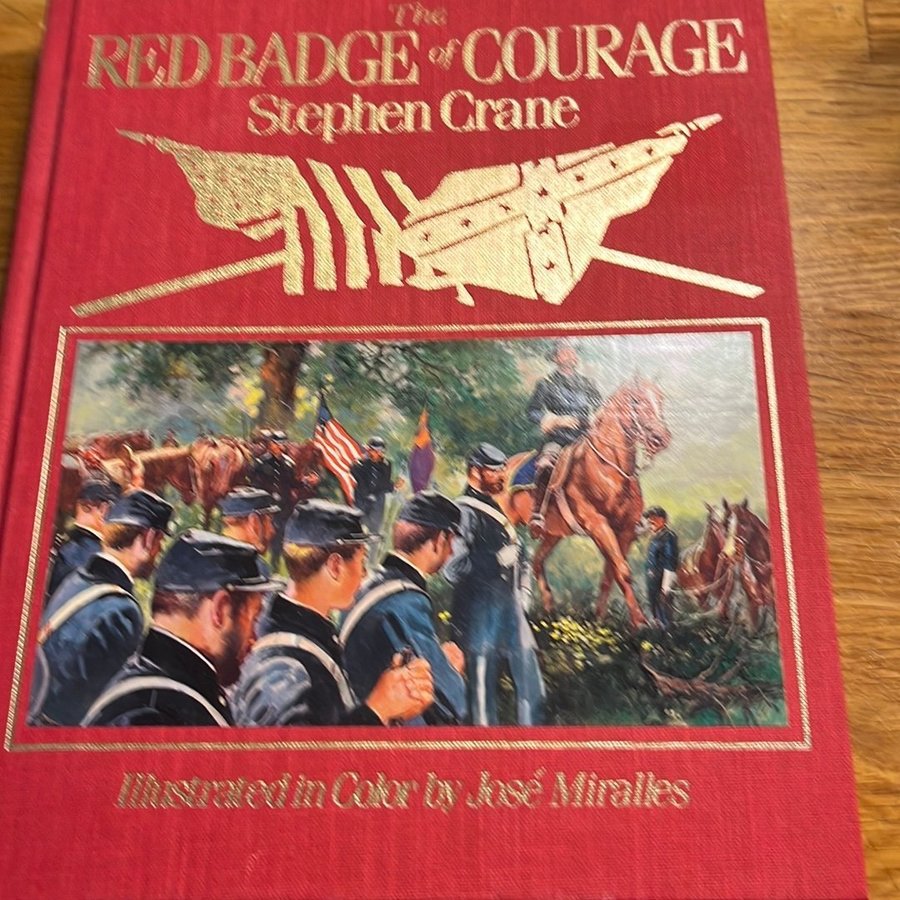 The
RED BADGE of COURAGE
Stephen Crane
Illustrated in Color by José Miralles